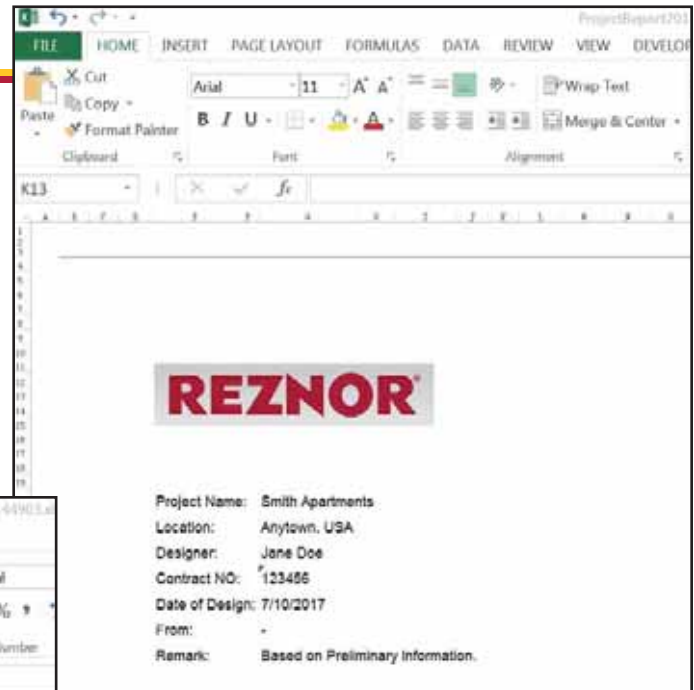 ProjectReport201
FILE HOME INSERT PAGE LAYOUT FORMULAS DATA REVIEW VIEW DEVELOP
Cut
Copy
Format Painter
Paste
Arial 11 A A
B I U A
Wrap Text
Merge & Center
Clipboard Font Alignment
K13 fx
REZNOR®
Project Name: Smith Apartments
Location: Anytown, USA
Designer: Jane Doe
Contract NO: 123456
Date of Design: 7/10/2017
From: -
Remark: Based on Preliminary Information.